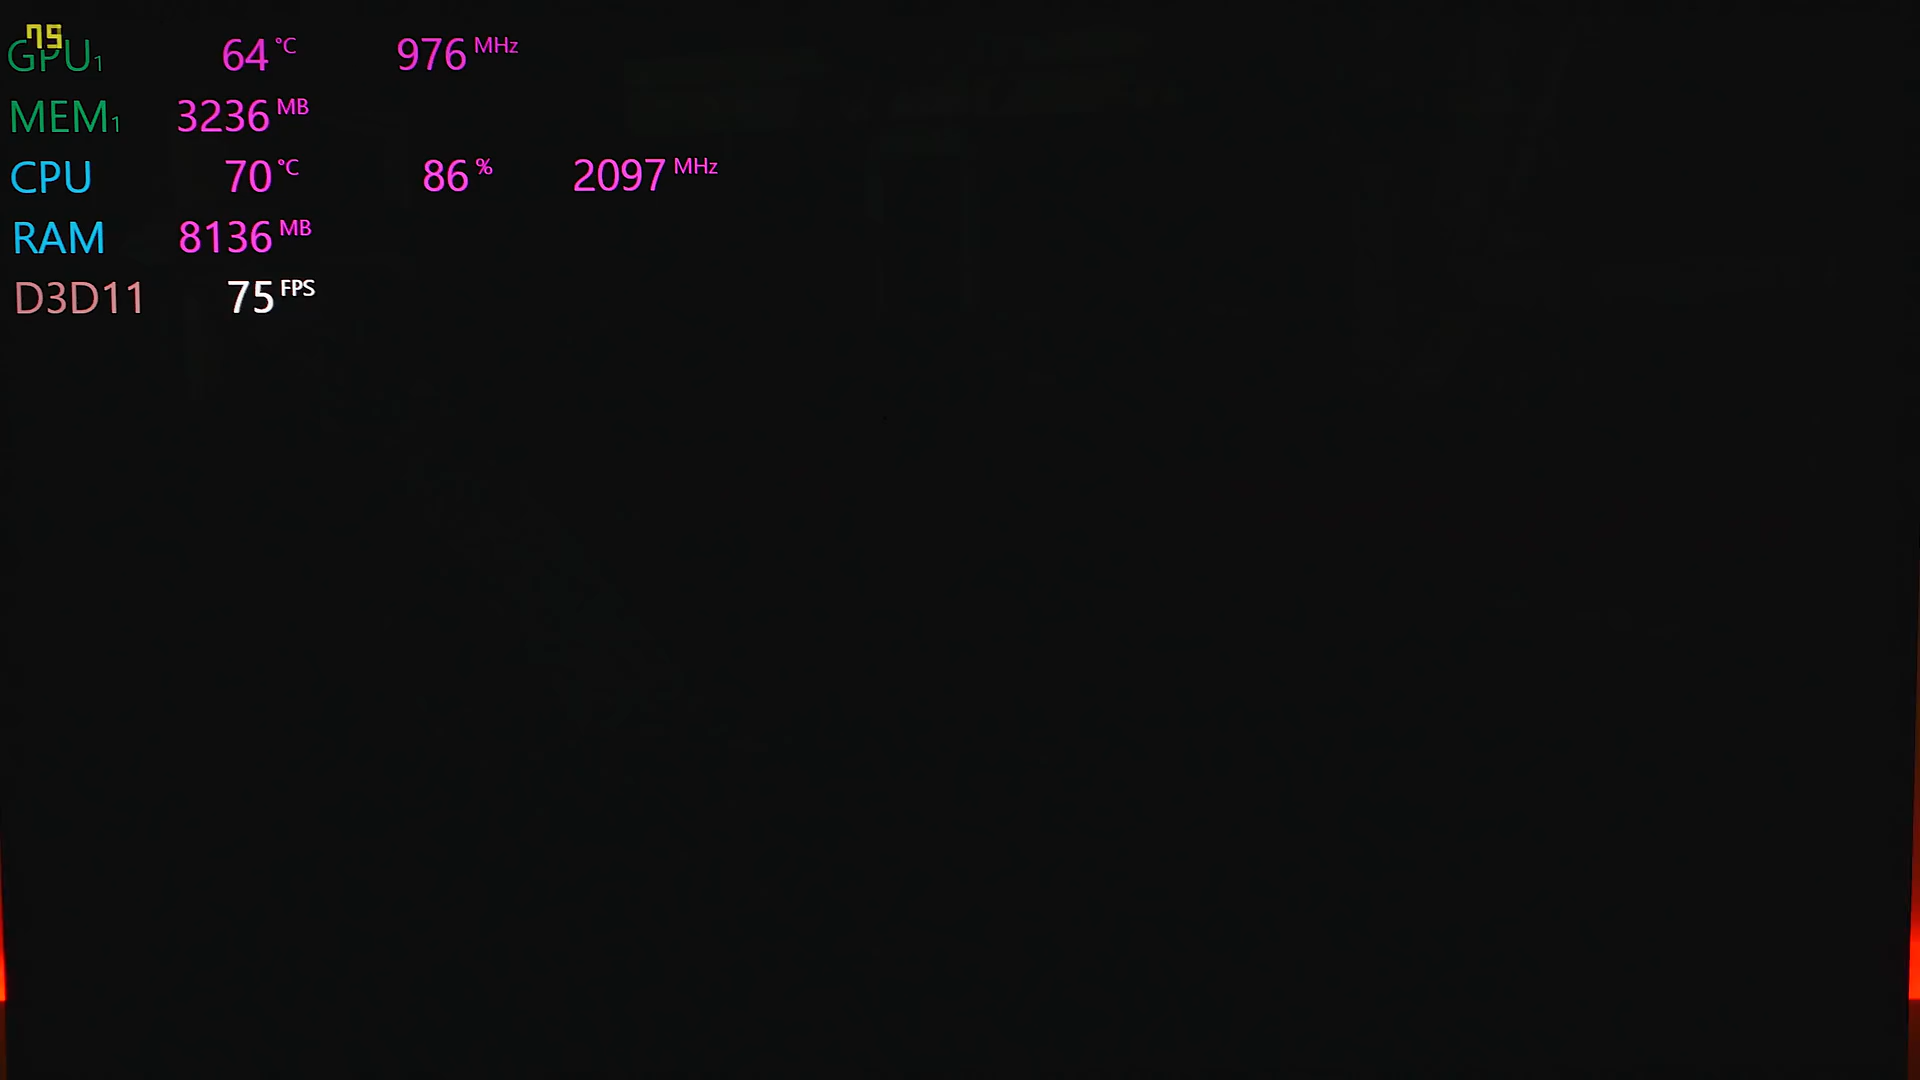 75
GPU1 64 °C 976 MHz
MEM1 3236 MB
CPU 70 °C 86 % 2097 MHz
RAM 8136 MB
D3D11 75 FPS